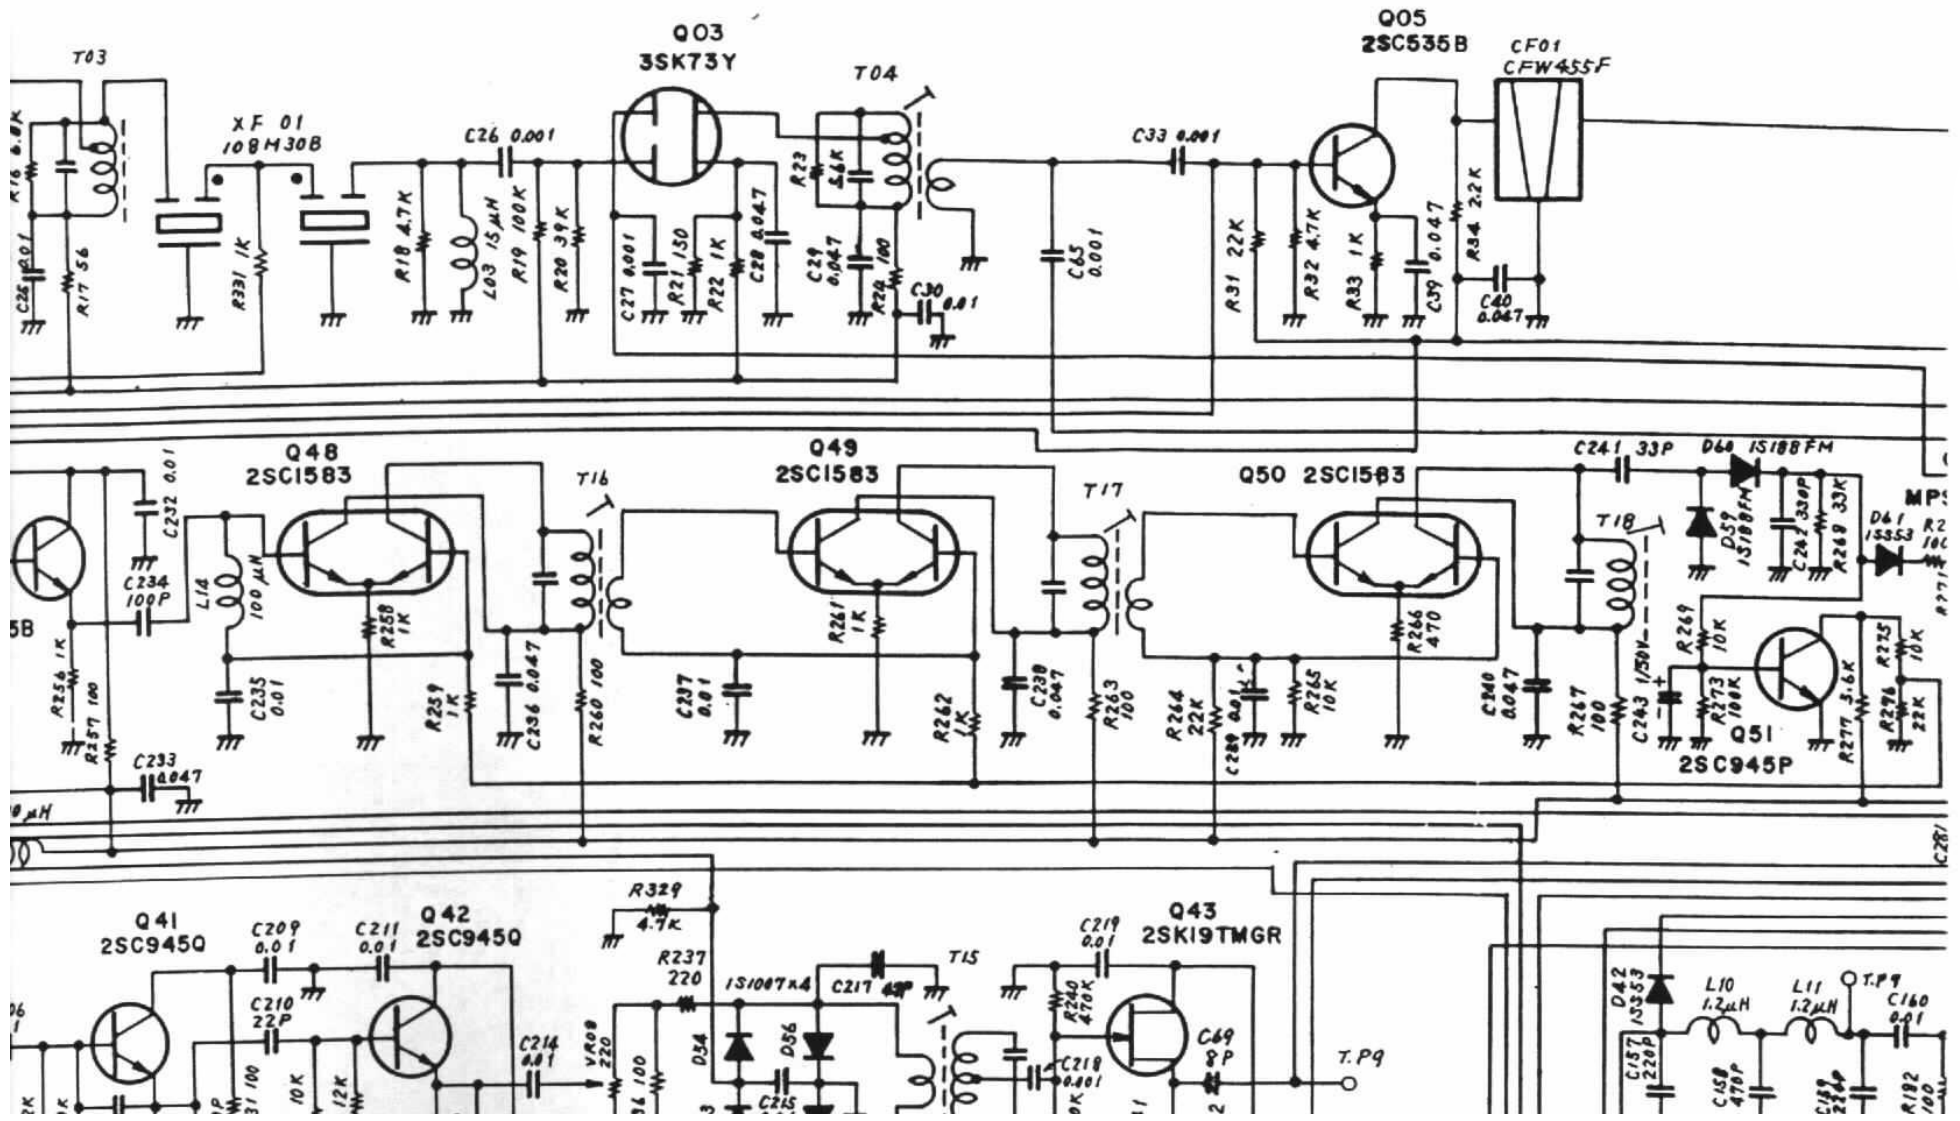 Q03
3SK73Y
Q05
2SC535B
CF01
CFW455F
T03
T04
XF 01
108M30B
C26 0.001
R23
5.6K
C33 0.001
R17 56
R331 1K
R18 4.7K
L03 15μH
R19 100K
R20 39K
C27 0.001
R21 150
R22 1K
C28 0.047
C29
0.047
R24 100
C30
0.01
C65
0.001
R31 22K
R32 4.7K
R33 1K
C39 0.047
R34 2.2K
C40
0.047
Q48
2SC1583
Q49
2SC1583
Q50 2SC1583
C241 33P
D60 1S188FM
C232 0.01
T16
T17
T18
D59
1S188FM
C242 330P
R268 33K
D61
1S353
C234
100P
L14
100μH
R258
1K
R261
1K
R266
470
R256 1K
R257 100
C235
0.01
R259
1K
C236 0.047
R260 100
C237
0.01
R262
1K
C238
0.047
R263
100
R264
22K
R265
10K
C240
0.047
R267
100
C243 1/50V
R269
10K
R273
100K
R275
10K
R277 5.6K
R276
22K
Q51
2SC945P
C233
0.047
C281
Q41
2SC945Q
C209
0.01
C211
0.01
Q42
2SC945Q
R329
4.7K
R237
220
1S1007×4
C217
T15
C219
0.01
Q43
2SK19TMGR
C210
22P
C214
0.01
VR08
220
D54
D56
C215
R240
470K
C218
0.001
C69
8P
T.P9
D42
1S353
L10
1.2μH
L11
1.2μH
T.P9
C160
0.01
C157
220P
C158
470P
C159
220P
R182
100
10K
12K